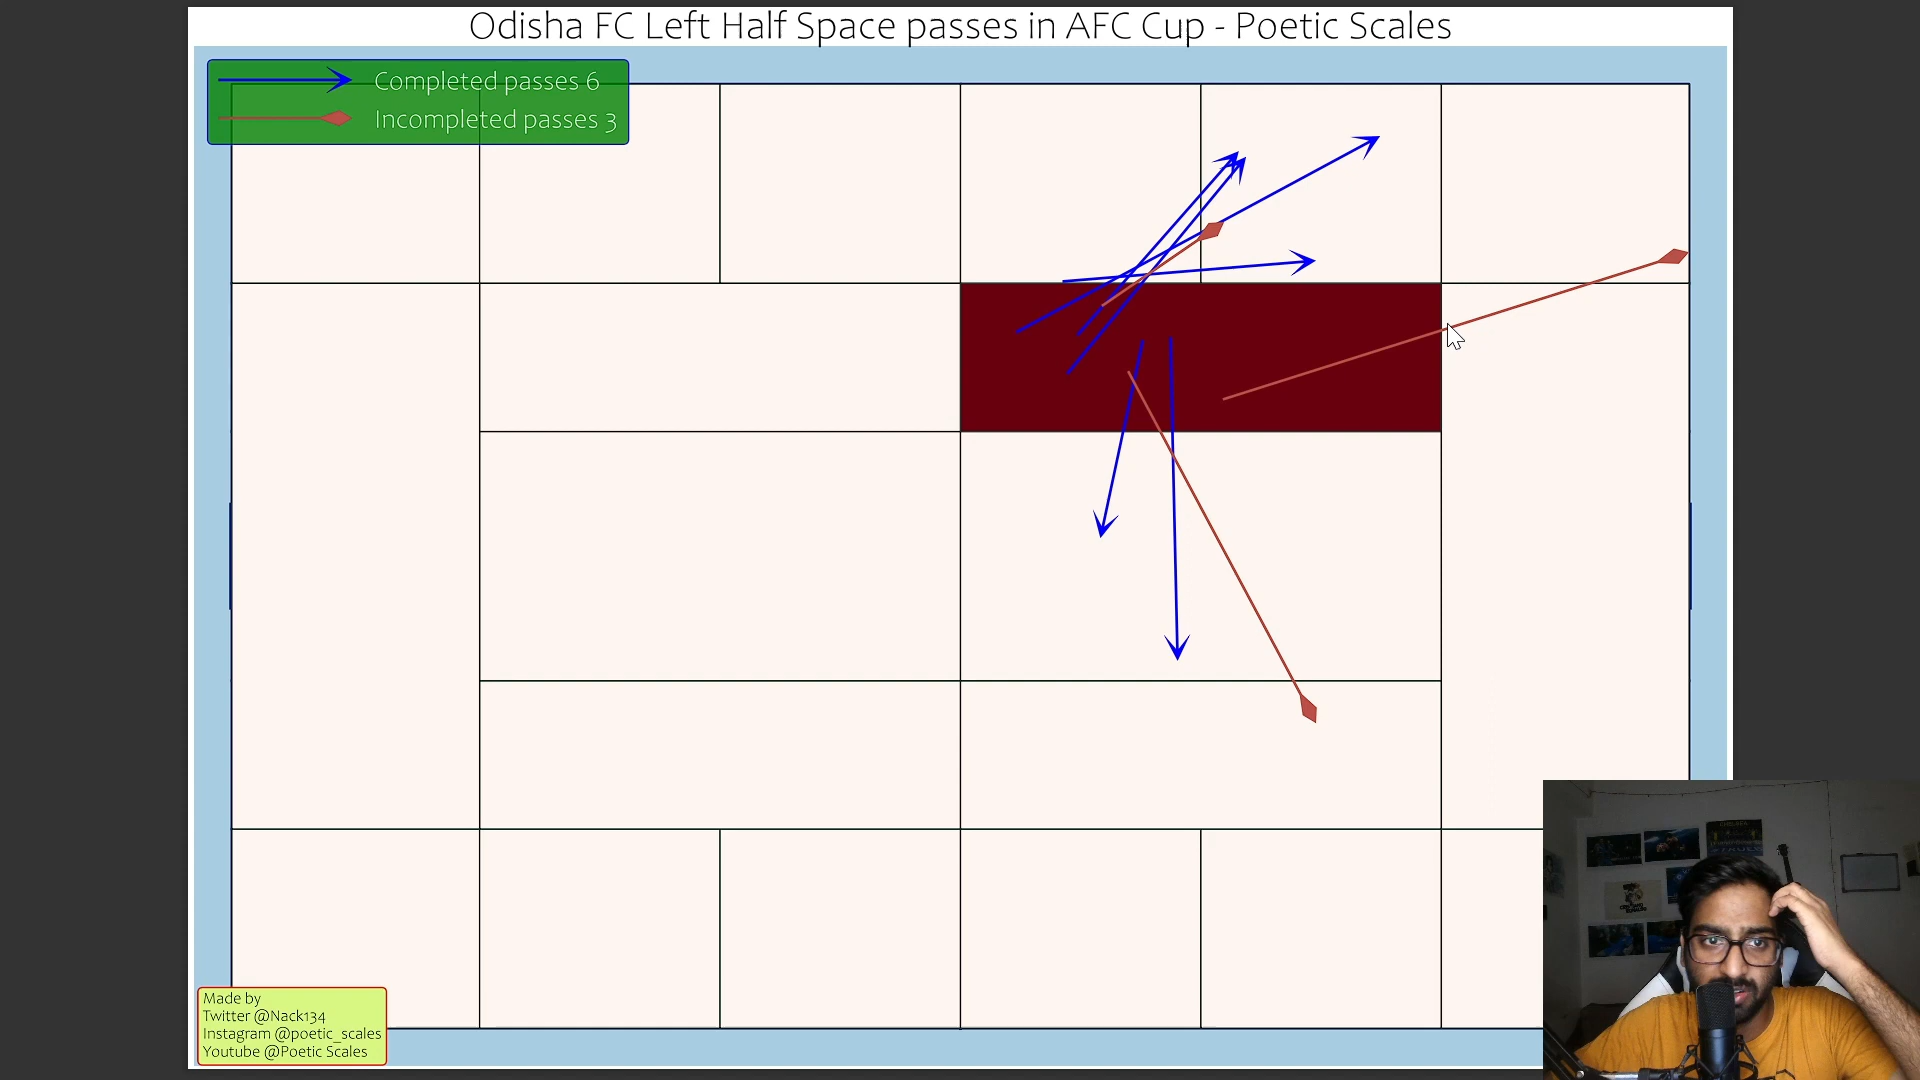 Odisha FC Left Half Space passes in AFC Cup - Poetic Scales
Completed passes 6
Incompleted passes 3
Made by
Twitter @Nack134
Instagram @poetic_scales
Youtube @Poetic Scales